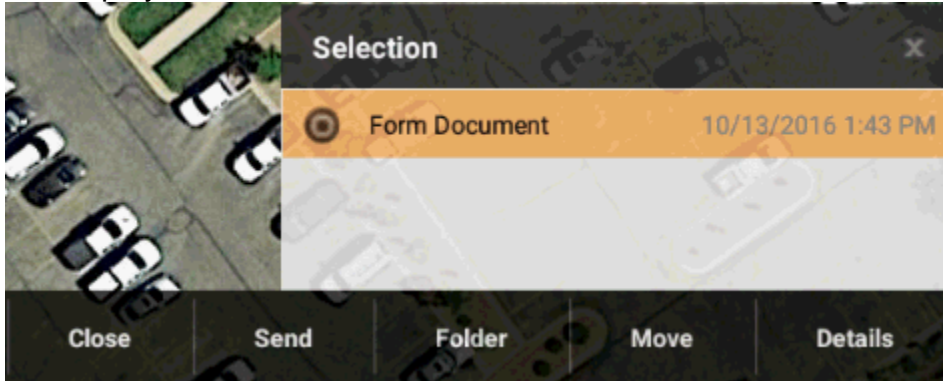 Selection ×
Form Document 10/13/2016 1:43 PM
Close Send Folder Move Details